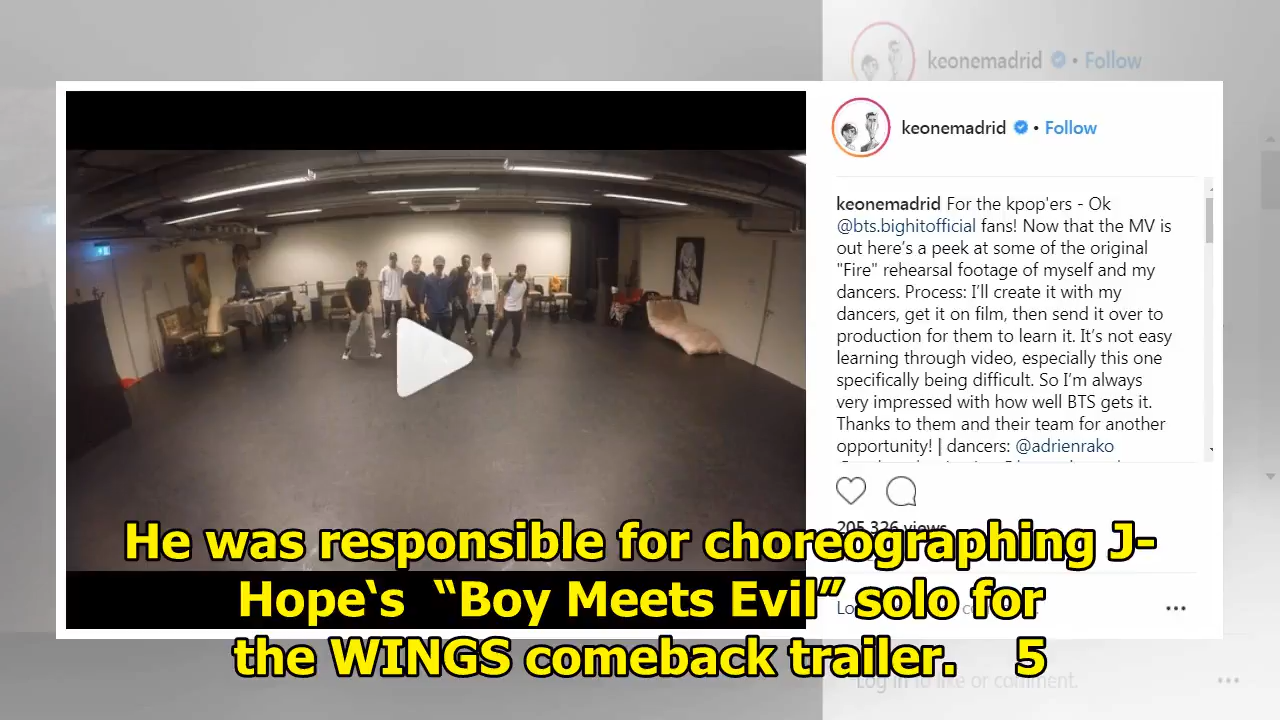 keonemadrid • Follow
keonemadrid • Follow
keonemadrid For the kpop'ers - Ok
@bts.bighitofficial fans! Now that the MV is
out here's a peek at some of the original
"Fire" rehearsal footage of myself and my
dancers. Process: I'll create it with my
dancers, get it on film, then send it over to
production for them to learn it. It's not easy
learning through video, especially this one
specifically being difficult. So I'm always
very impressed with how well BTS gets it.
Thanks to them and their team for another
opportunity! | dancers: @adrienrako
205,326 views
He was responsible for choreographing J-
Hope‘s “Boy Meets Evil” solo for
the WINGS comeback trailer. 5
Log in to like or comment.